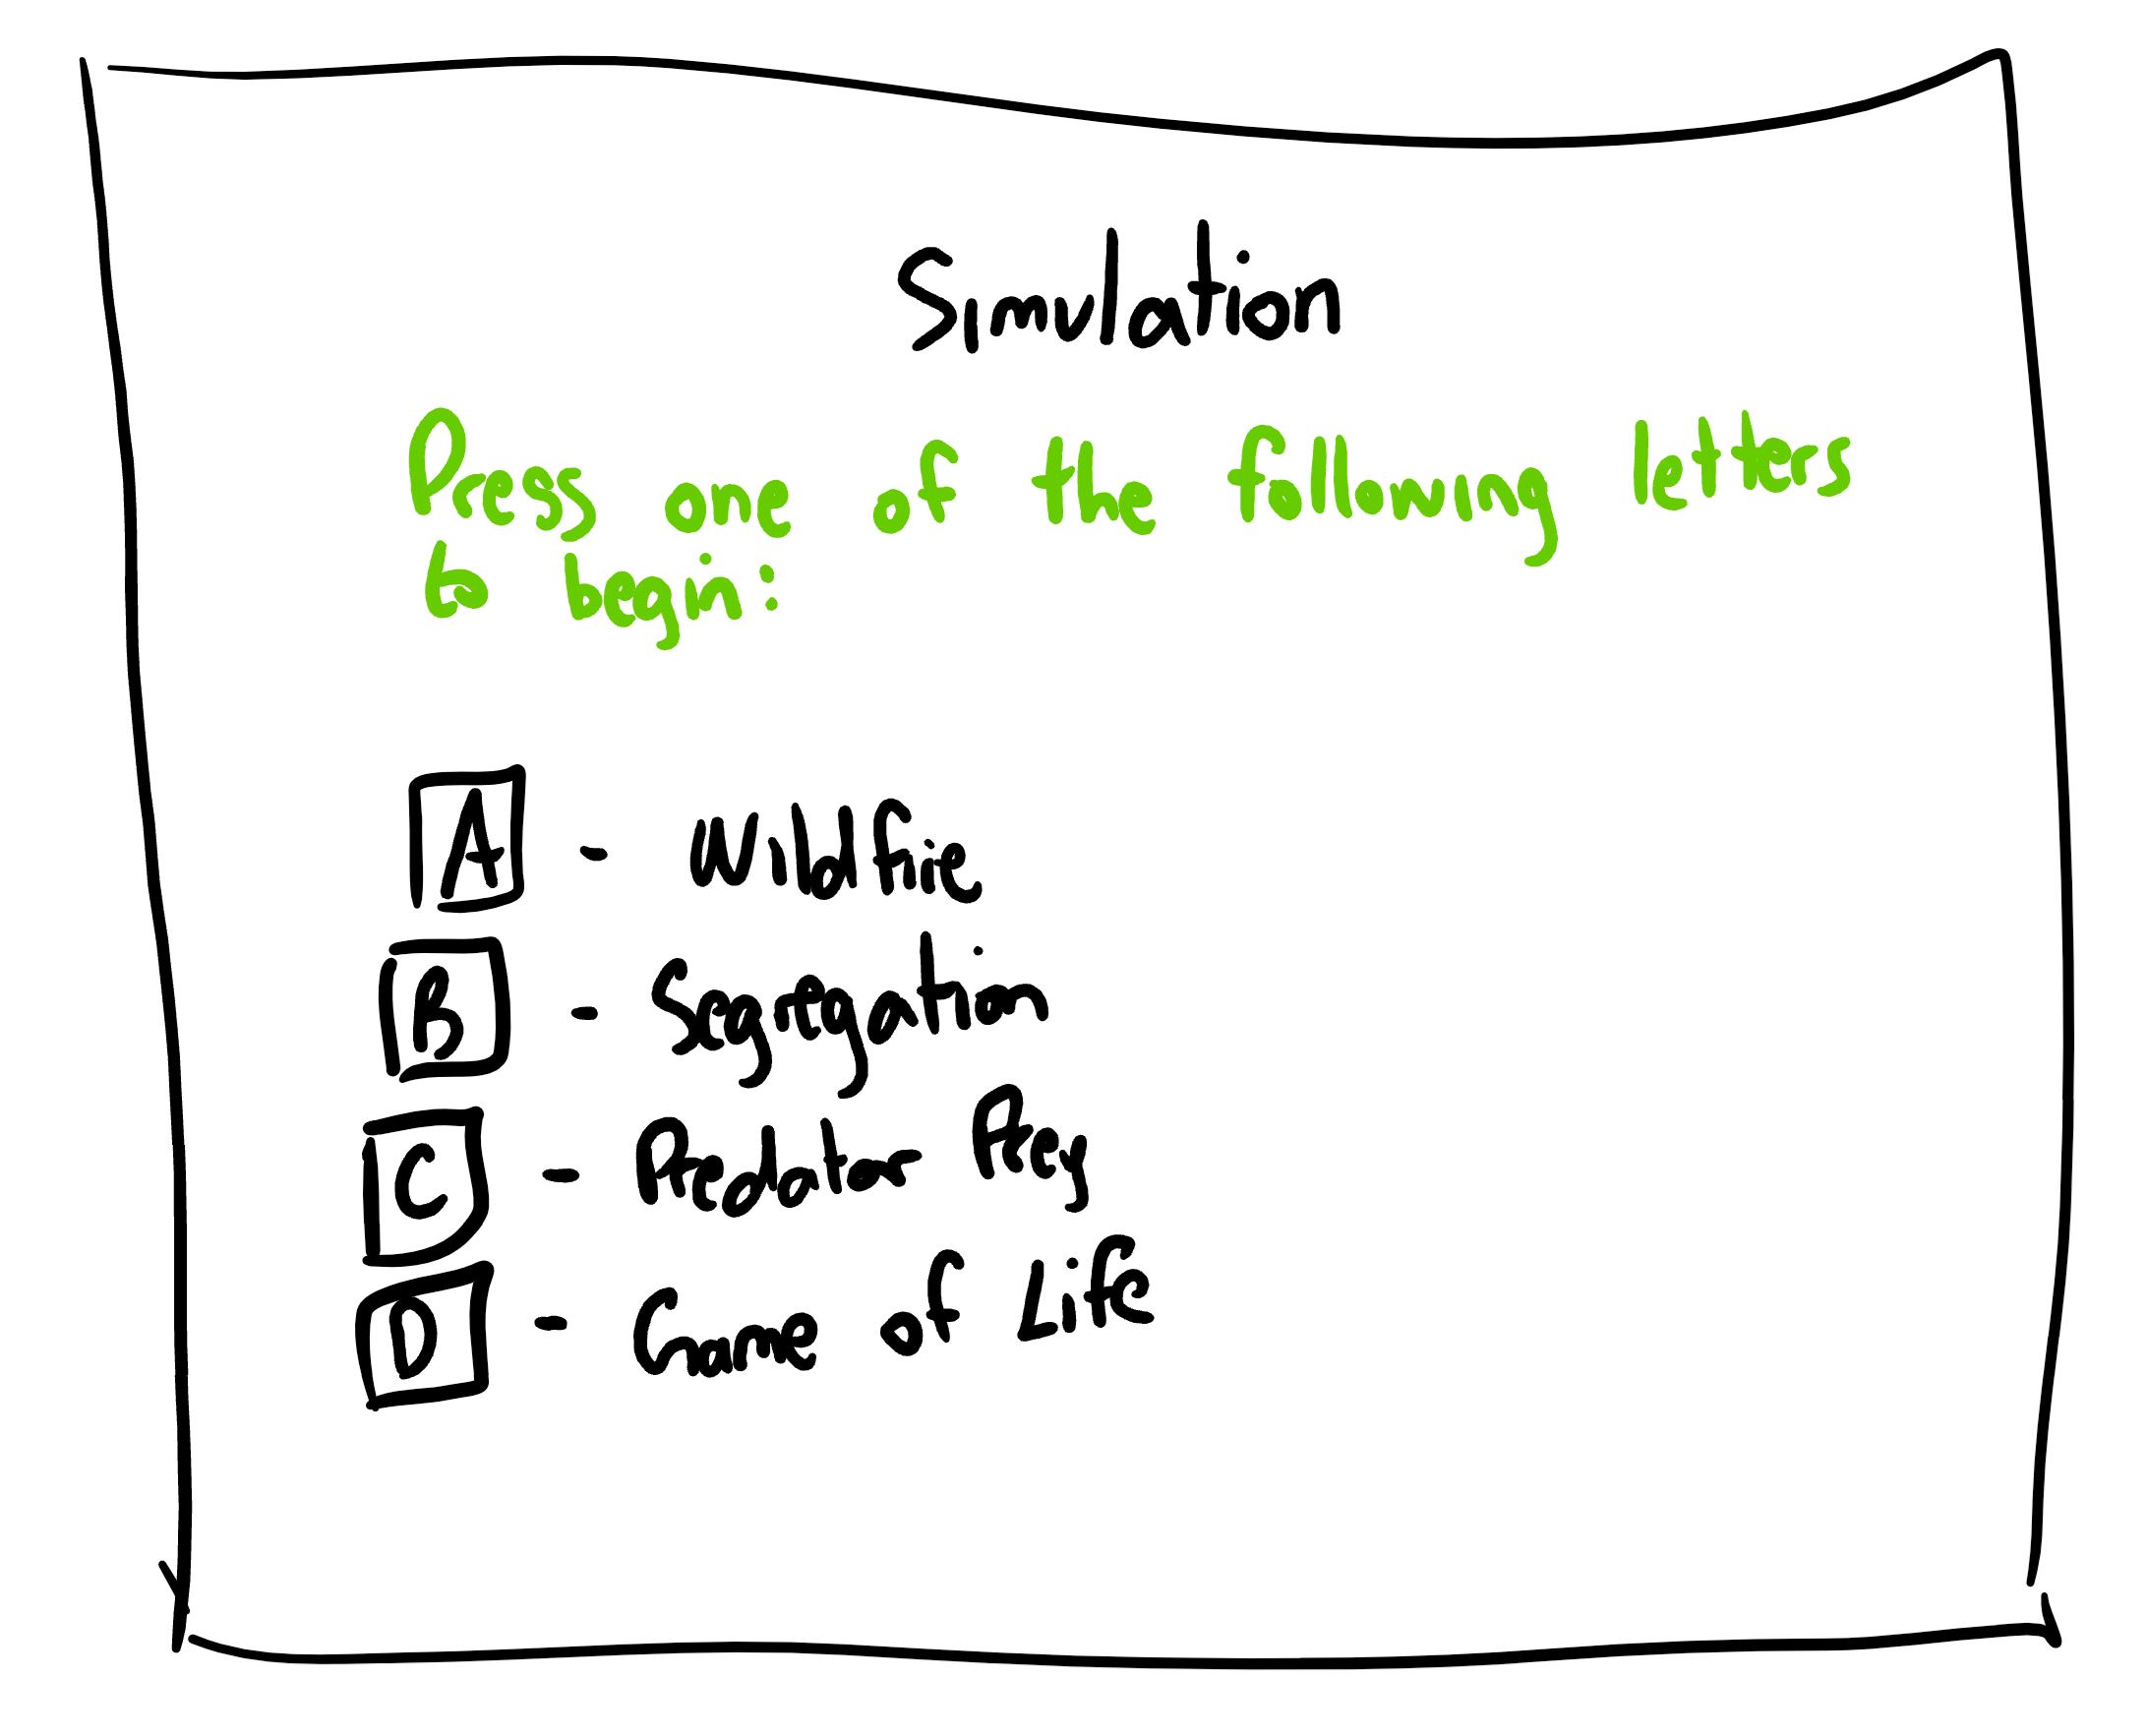 Simulation
Press one of the following letters
to begin:
A - Wildfire
B - Segregation
C - Predator Prey
D - Game of Life